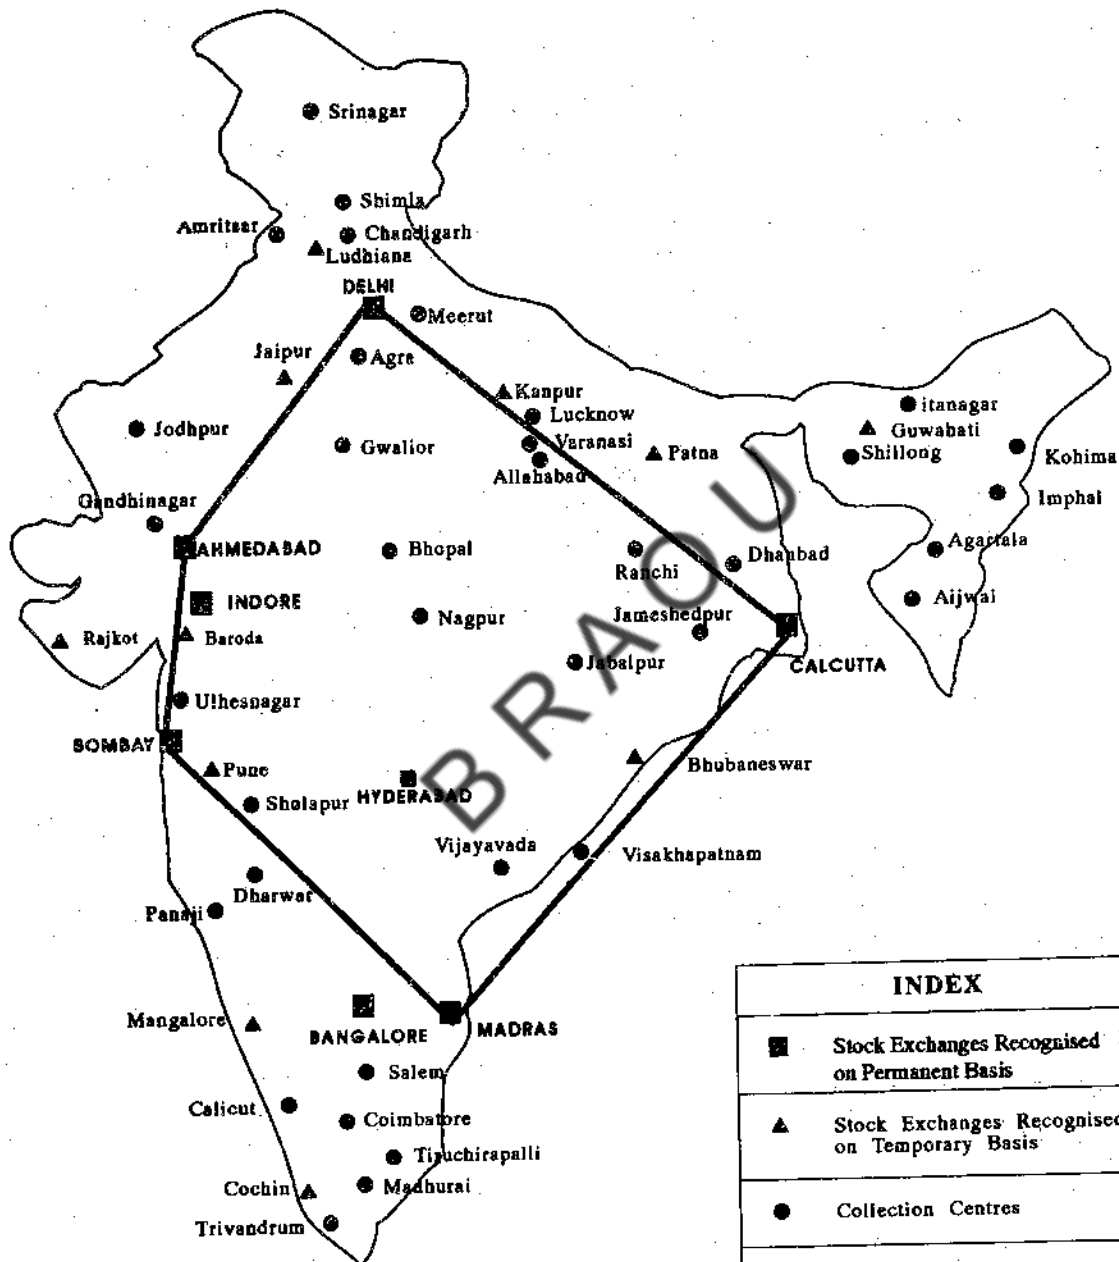 Srinagar
Shimla
Amritsar
Chandigarh
Ludhiana
DELHI
Meerut
Jaipur
Agra
Kanpur
Lucknow
itanagar
Jodhpur
Guwahati
Gwalior
Varanasi
Patna
Shillong
Kohima
Allahabad
Gandhinagar
Imphal
AHMEDABAD
Bhopal
Ranchi
Dhanbad
Agartala
INDORE
Aijwal
Nagpur
Jameshedpur
Rajkot
Baroda
Jabalpur
CALCUTTA
Ulhesnagar
BOMBAY
Pune
Bhubaneswar
HYDERABAD
Sholapur
Vijayavada
Visakhapatnam
Dharwar
Panaji
BRAOU
Mangalore
BANGALORE
MADRAS
Salem
Calicut
Coimbatore
Tiruchirapalli
Cochin
Madhurai
Trivandrum
INDEX
Stock Exchanges Recognised
on Permanent Basis
Stock Exchanges Recognised
on Temporary Basis
Collection Centres